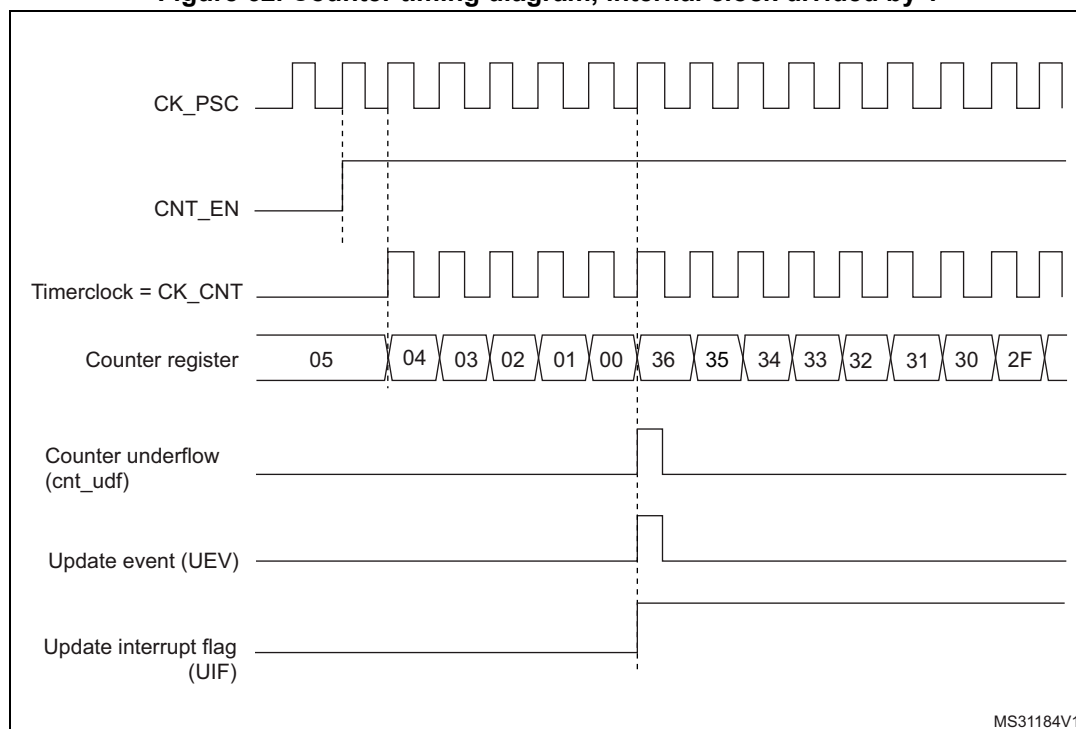 CK_PSC
CNT_EN
Timerclock = CK_CNT
Counter register
05 04 03 02 01 00 36 35 34 33 32 31 30 2F
Counter underflow
(cnt_udf)
Update event (UEV)
Update interrupt flag
(UIF)
MS31184V1